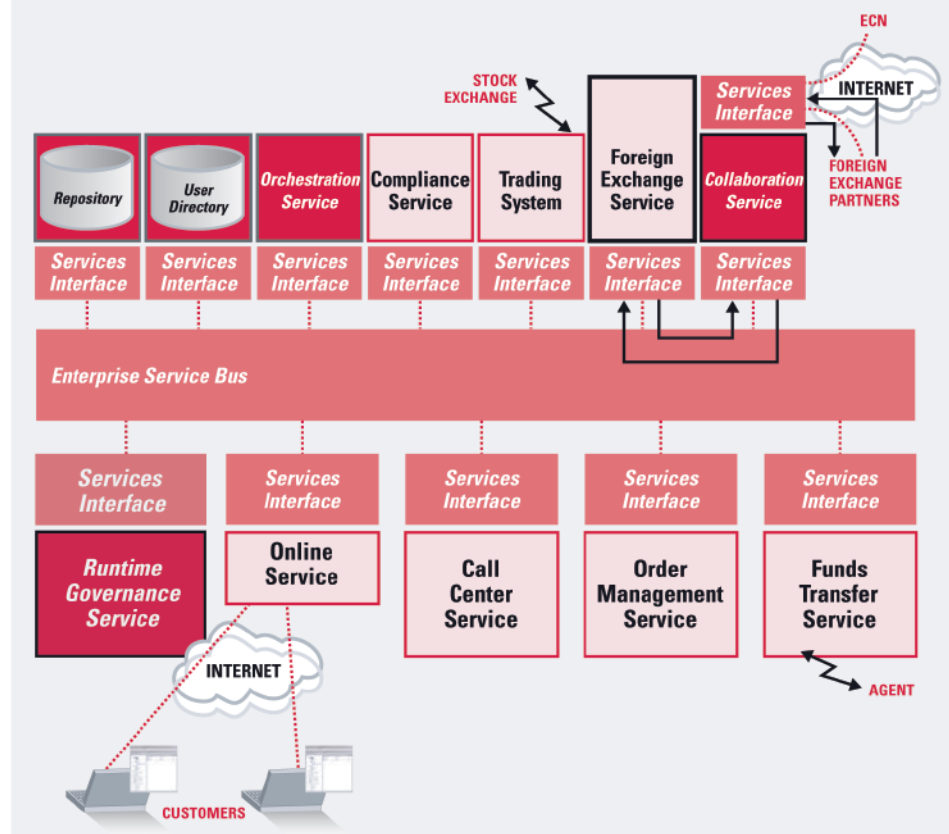 ECN
STOCK
EXCHANGE
Services
Interface
INTERNET
FOREIGN
EXCHANGE
PARTNERS
Repository
User
Directory
Orchestration
Service
Compliance
Service
Trading
System
Foreign
Exchange
Service
Collaboration
Service
Services
Interface
Services
Interface
Services
Interface
Services
Interface
Services
Interface
Services
Interface
Services
Interface
Enterprise Service Bus
Services
Interface
Services
Interface
Services
Interface
Services
Interface
Services
Interface
Runtime
Governance
Service
Online
Service
Call
Center
Service
Order
Management
Service
Funds
Transfer
Service
INTERNET
AGENT
CUSTOMERS